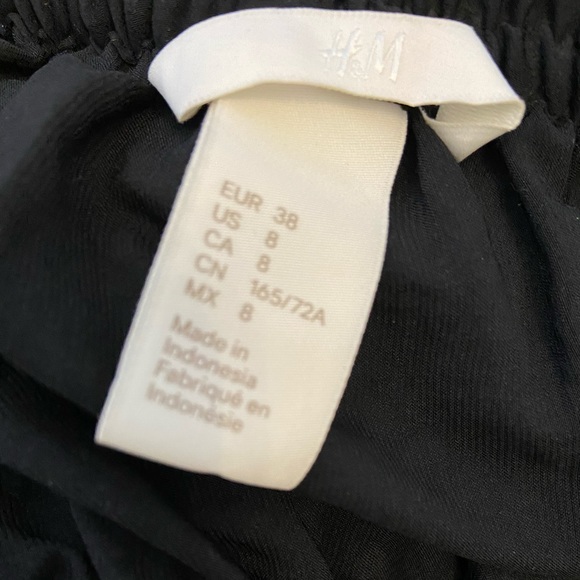 H&M
EUR 38
US 8
CA 8
CN 165/72A
MX 8
Made in
Indonesia
Fabriqué en
Indonésie